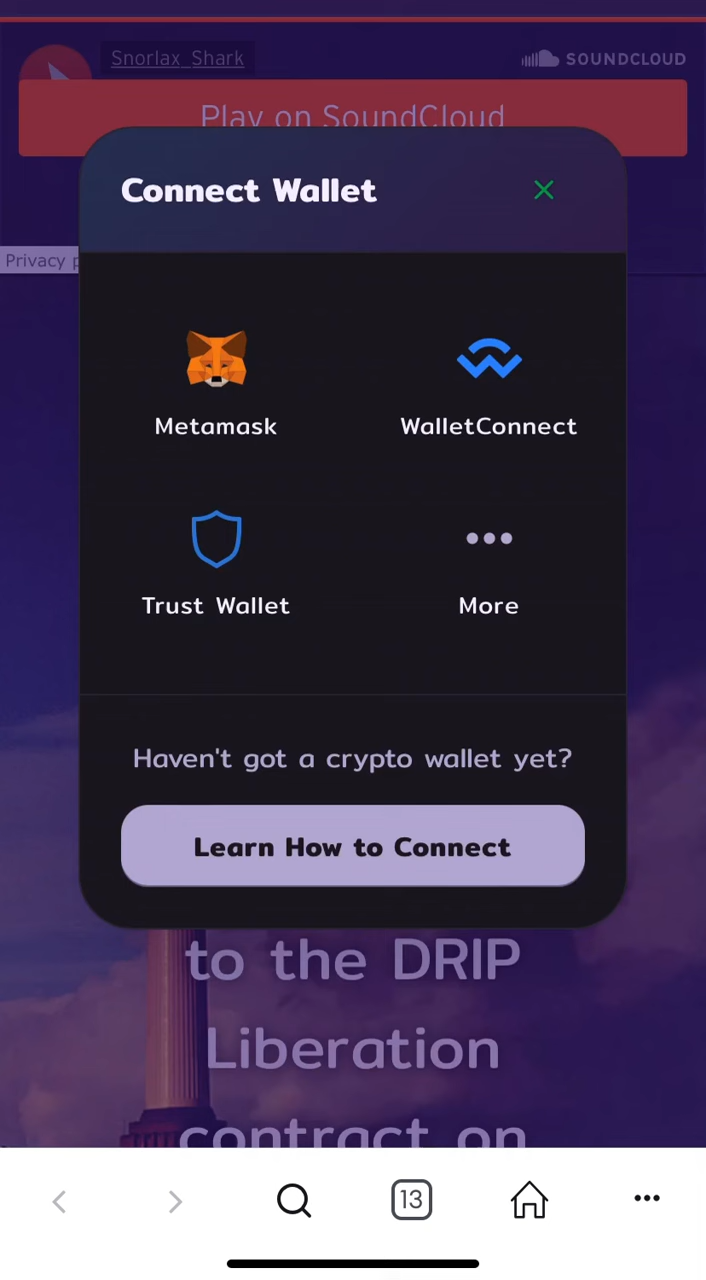 Snorlax_Shark
SOUNDCLOUD
Play on SoundCloud
Connect Wallet
Privacy p
Metamask
WalletConnect
Trust Wallet
More
Haven't got a crypto wallet yet?
Learn How to Connect
to the DRIP
Liberation
contract on
13